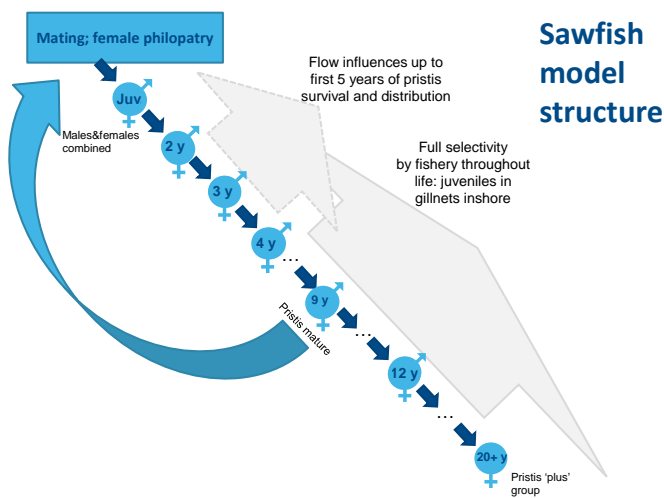 Sawfish
model
structure
Mating; female philopatry
Flow influences up to
first 5 years of pristis
survival and distribution
Juv
Males&females
combined
2 y
Full selectivity
by fishery throughout
life: juveniles in
gillnets inshore
3 y
4 y
...
9 y
Pristis mature
...
12 y
...
20+ y
Pristis ‘plus’
group